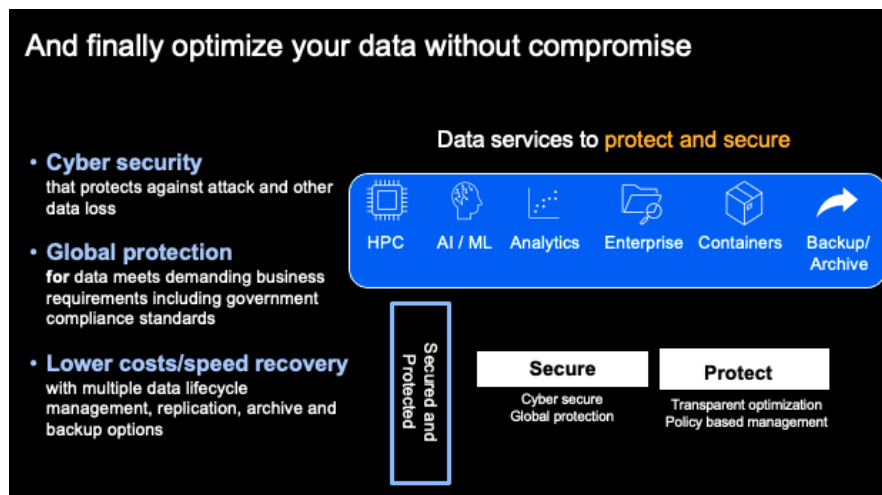 And finally optimize your data without compromise
• Cyber security
that protects against attack and other
data loss
• Global protection
for data meets demanding business
requirements including government
compliance standards
• Lower costs/speed recovery
with multiple data lifecycle
management, replication, archive and
backup options
Data services to protect and secure
HPC
AI / ML
Analytics
Enterprise
Containers
Backup/
Archive
Secured and
Protected
Secure
Cyber secure
Global protection
Protect
Transparent optimization
Policy based management